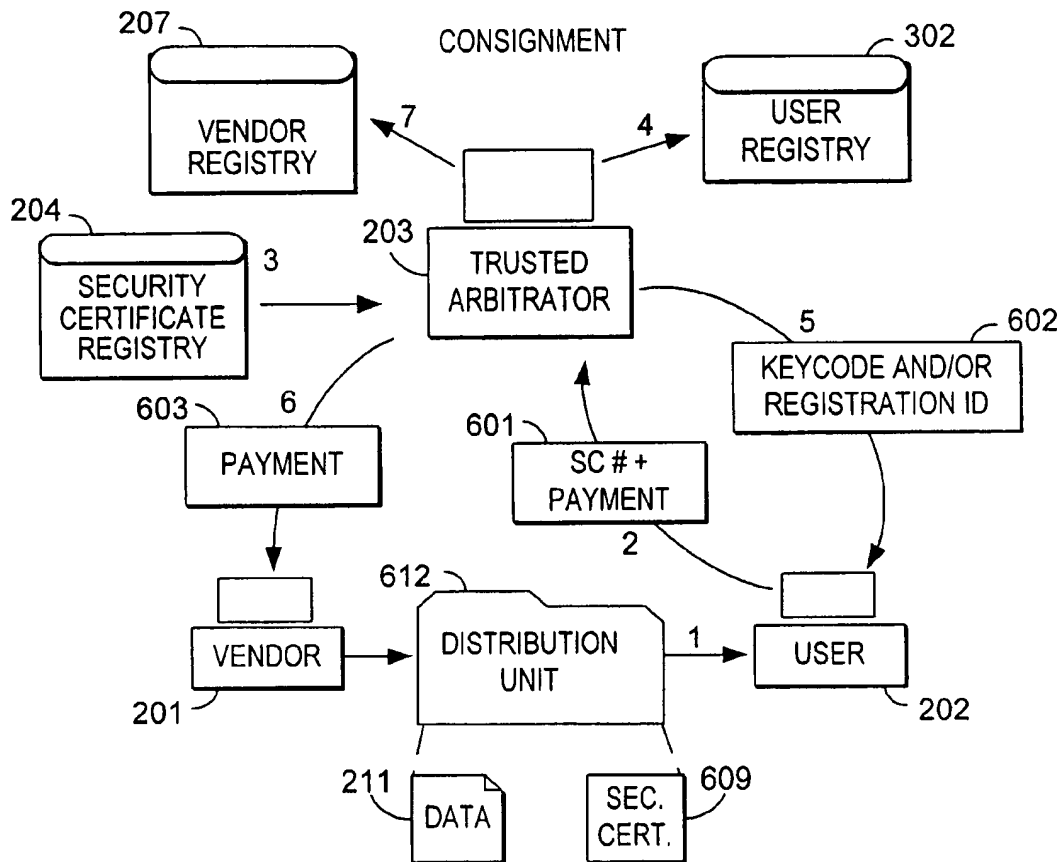 207
CONSIGNMENT
302
VENDOR
REGISTRY
7
4
USER
REGISTRY
204
SECURITY
CERTIFICATE
REGISTRY
3
203
TRUSTED
ARBITRATOR
5
602
KEYCODE AND/OR
REGISTRATION ID
6
603
PAYMENT
601
SC # +
PAYMENT
2
612
VENDOR
201
DISTRIBUTION
UNIT
1
USER
202
211
DATA
SEC.
CERT.
609